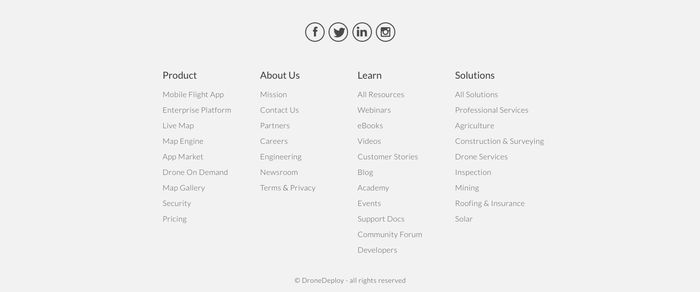 Product
Mobile Flight App
Enterprise Platform
Live Map
Map Engine
App Market
Drone On Demand
Map Gallery
Security
Pricing
About Us
Mission
Contact Us
Partners
Careers
Engineering
Newsroom
Terms & Privacy
Learn
All Resources
Webinars
eBooks
Videos
Customer Stories
Blog
Academy
Events
Support Docs
Community Forum
Developers
Solutions
All Solutions
Professional Services
Agriculture
Construction & Surveying
Drone Services
Inspection
Mining
Roofing & Insurance
Solar
© DroneDeploy - all rights reserved